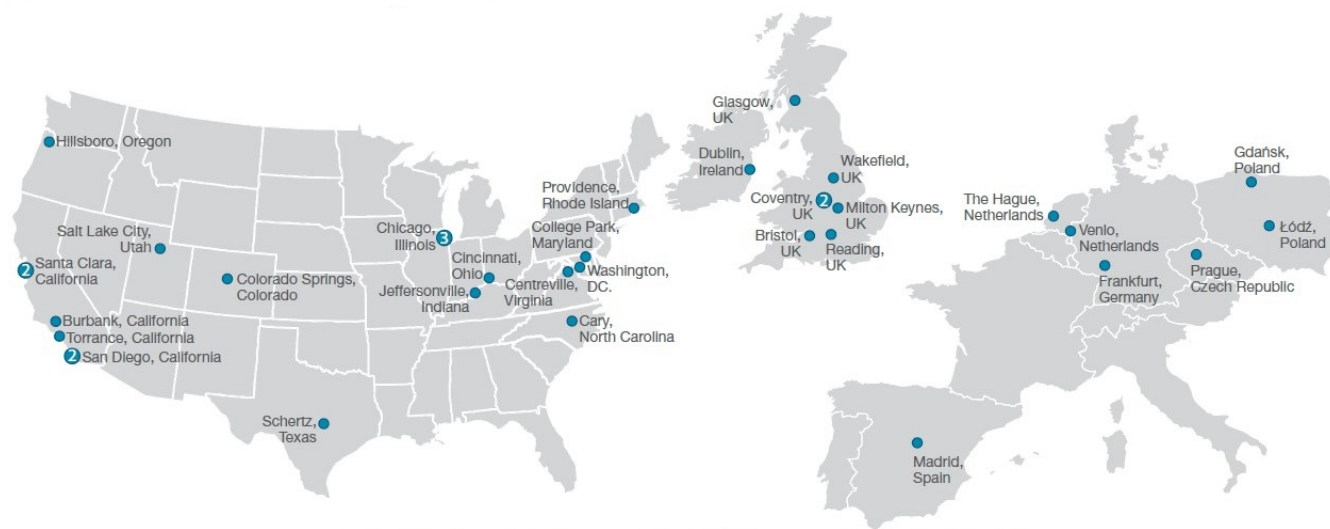 Hillsboro, Oregon
Salt Lake City,
Utah
2
Santa Clara,
California
Colorado Springs,
Colorado
Burbank, California
Torrance, California
2
San Diego, California
Schertz,
Texas
Chicago,
Illinois
3
Cincinnati,
Ohio
Jeffersonville,
Indiana
Providence,
Rhode Island
College Park,
Maryland
Washington,
DC.
Centreville,
Virginia
Cary,
North Carolina
Glasgow,
UK
Dublin,
Ireland
Wakefield,
UK
Coventry,
UK
2
Milton Keynes,
UK
Bristol,
UK
Reading,
UK
Gdańsk,
Poland
The Hague,
Netherlands
Venlo,
Netherlands
Łódź,
Poland
Frankfurt,
Germany
Prague,
Czech Republic
Madrid,
Spain